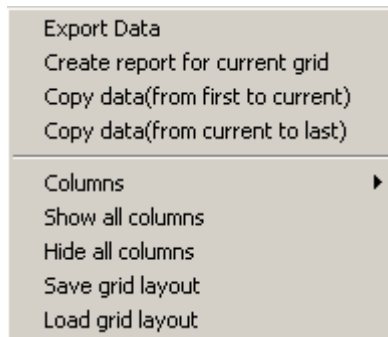 Export Data
Create report for current grid
Copy data(from first to current)
Copy data(from current to last)
Columns
Show all columns
Hide all columns
Save grid layout
Load grid layout